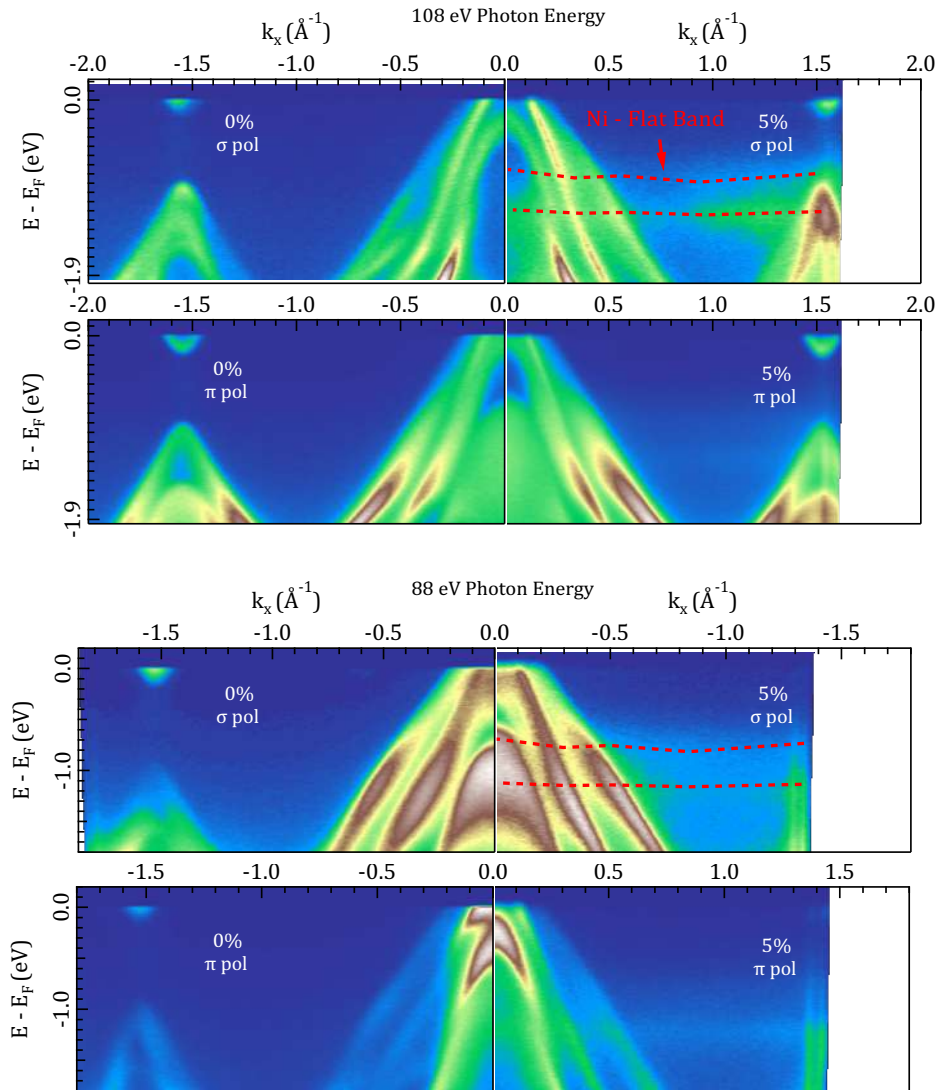 108 eV Photon Energy
kₓ (Å⁻¹) kₓ (Å⁻¹)
-2.0 -1.5 -1.0 -0.5 0.0 0.5 1.0 1.5 2.0
E - E_F (eV)
0.0
-1.9
0%
σ pol
Ni - Flat Band
5%
σ pol
-2.0 -1.5 -1.0 -0.5 0.0 0.5 1.0 1.5 2.0
E - E_F (eV)
0.0
-1.9
0%
π pol
5%
π pol
88 eV Photon Energy
kₓ (Å⁻¹) kₓ (Å⁻¹)
-1.5 -1.0 -0.5 0.0 -0.5 -1.0 -1.5
E - E_F (eV)
0.0
-1.0
0%
σ pol
5%
σ pol
-1.5 -1.0 -0.5 0.0 0.5 1.0 1.5
E - E_F (eV)
0.0
-1.0
0%
π pol
5%
π pol